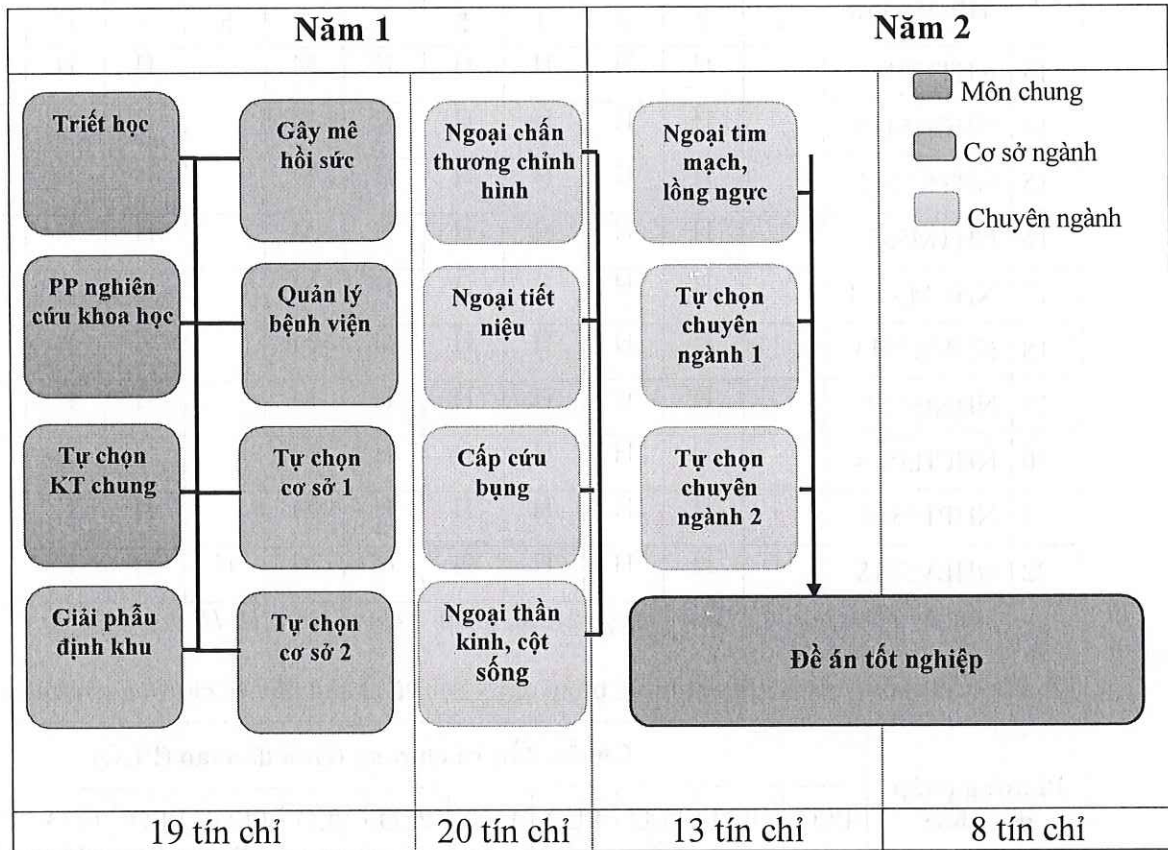 Năm 1
Năm 2
Triết học
Gây mê
hồi sức
PP nghiên
cứu khoa học
Quản lý
bệnh viện
Tự chọn
KT chung
Tự chọn
cơ sở 1
Giải phẫu
định khu
Tự chọn
cơ sở 2
Ngoại chấn
thương chỉnh
hình
Ngoại tiết
niệu
Cấp cứu
bụng
Ngoại thần
kinh, cột
sống
Ngoại tim
mạch,
lồng ngực
Tự chọn
chuyên
ngành 1
Tự chọn
chuyên
ngành 2
Môn chung
Cơ sở ngành
Chuyên ngành
Đề án tốt nghiệp
19 tín chỉ
20 tín chỉ
13 tín chỉ
8 tín chỉ